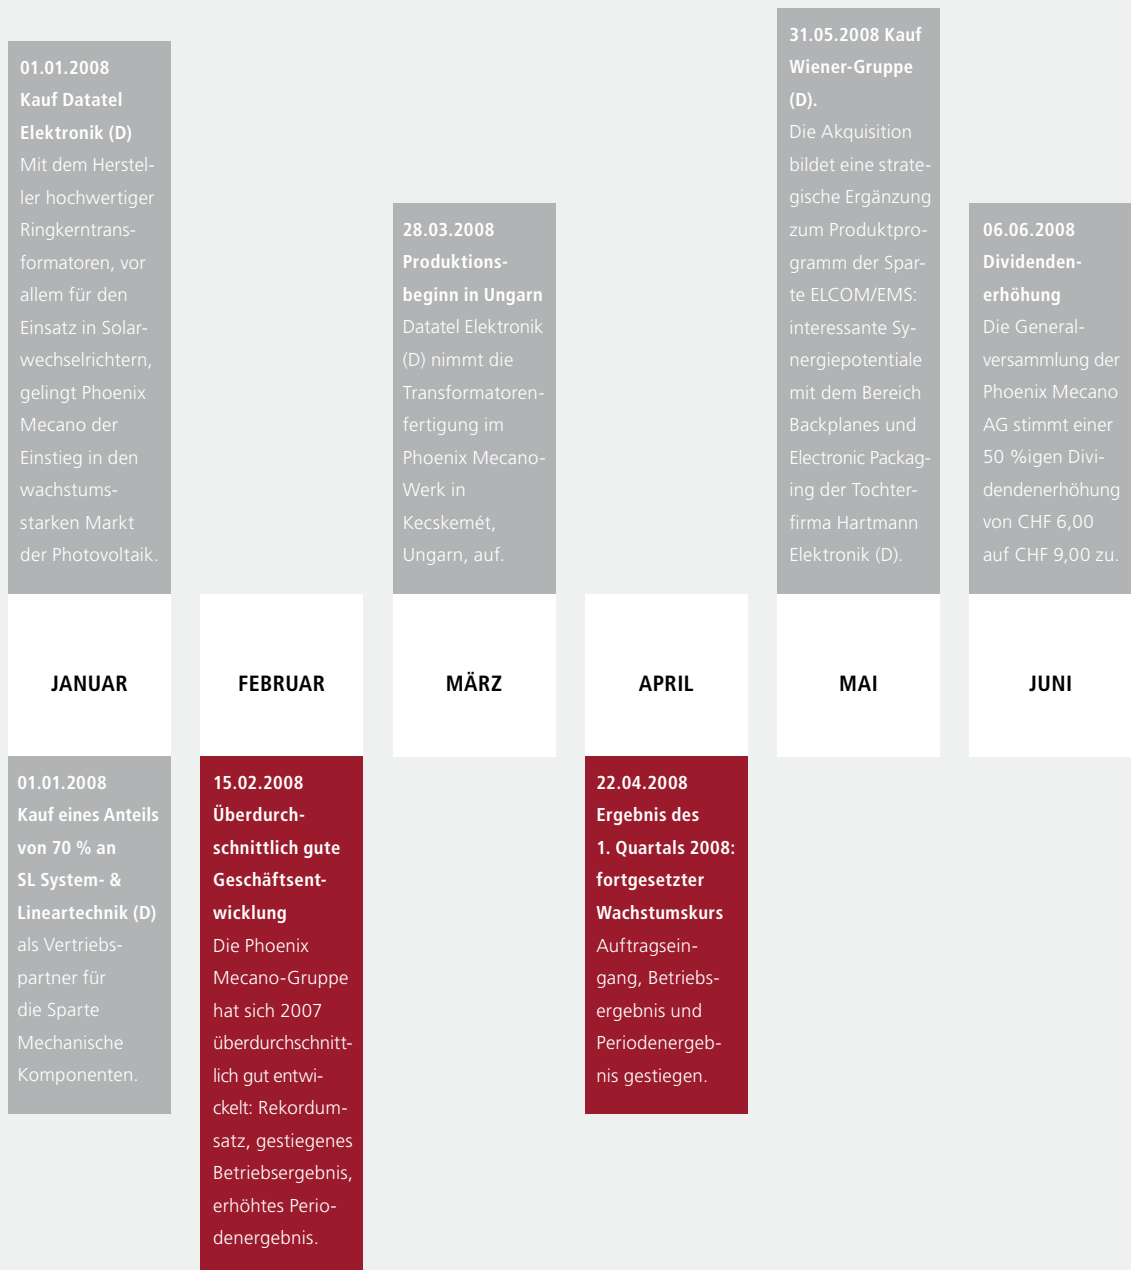 01.01.2008
Kauf Datatel
Elektronik (D)
Mit dem Herstel-
ler hochwertiger
Ringkerntrans-
formatoren, vor
allem für den
Einsatz in Solar-
wechselrichtern,
gelingt Phoenix
Mecano der
Einstieg in den
wachstums-
starken Markt
der Photovoltaik.
28.03.2008
Produktions-
beginn in Ungarn
Datatel Elektronik
(D) nimmt die
Transformatoren-
fertigung im
Phoenix Mecano-
Werk in
Kecskemét,
Ungarn, auf.
31.05.2008 Kauf
Wiener-Gruppe
(D).
Die Akquisition
bildet eine strate-
gische Ergänzung
zum Produktpro-
gramm der Spar-
te ELCOM/EMS:
interessante Sy-
nergiepotentiale
mit dem Bereich
Backplanes und
Electronic Packag-
ing der Tochter-
firma Hartmann
Elektronik (D).
06.06.2008
Dividenden-
erhöhung
Die General-
versammlung der
Phoenix Mecano
AG stimmt einer
50 %igen Divi-
dendenerhöhung
von CHF 6,00
auf CHF 9,00 zu.
JANUAR
FEBRUAR
MÄRZ
APRIL
MAI
JUNI
01.01.2008
Kauf eines Anteils
von 70 % an
SL System- &
Lineartechnik (D)
als Vertriebs-
partner für
die Sparte
Mechanische
Komponenten.
15.02.2008
Überdurch-
schnittlich gute
Geschäftsent-
wicklung
Die Phoenix
Mecano-Gruppe
hat sich 2007
überdurchschnitt-
lich gut entwi-
ckelt: Rekordum-
satz, gestiegenes
Betriebsergebnis,
erhöhtes Perio-
denergebnis.
22.04.2008
Ergebnis des
1. Quartals 2008:
fortgesetzter
Wachstumskurs
Auftragsein-
gang, Betriebs-
ergebnis und
Periodenergeb-
nis gestiegen.